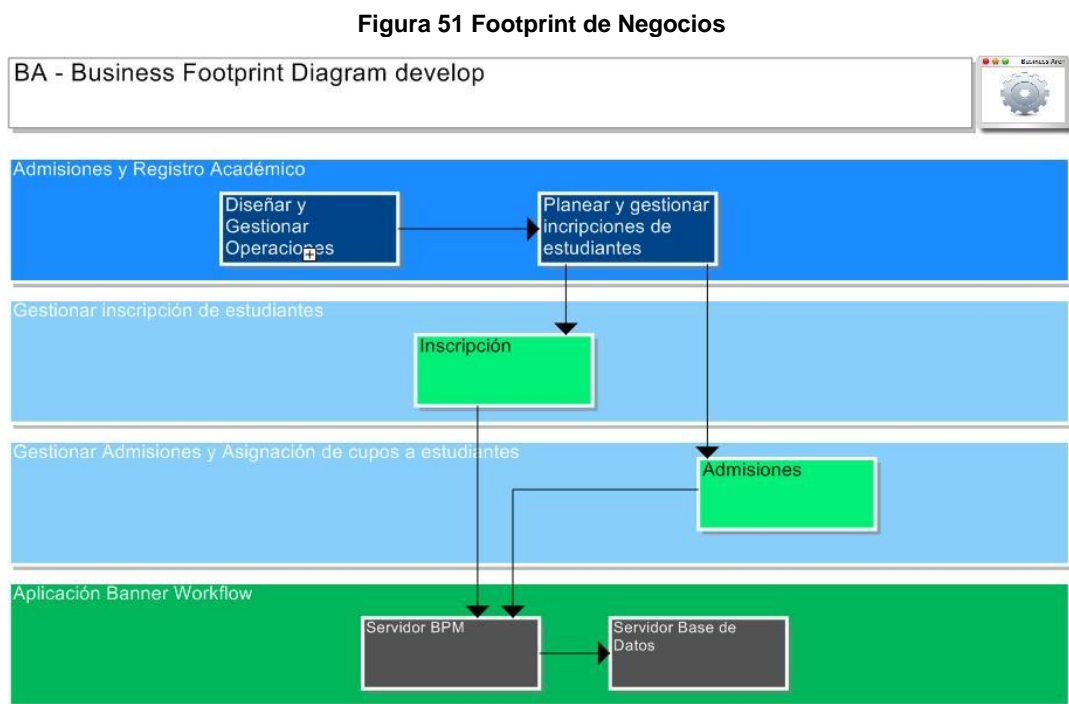 Figura 51 Footprint de Negocios
BA - Business Footprint Diagram develop
Business Arch
Admisiones y Registro Académico
Diseñar y
Gestionar
Operaciones
Planear y gestionar
incripciones de
estudiantes
Gestionar inscripción de estudiantes
Inscripción
Gestionar Admisiones y Asignación de cupos a estudiantes
Admisiones
Aplicación Banner Workflow
Servidor BPM
Servidor Base de
Datos